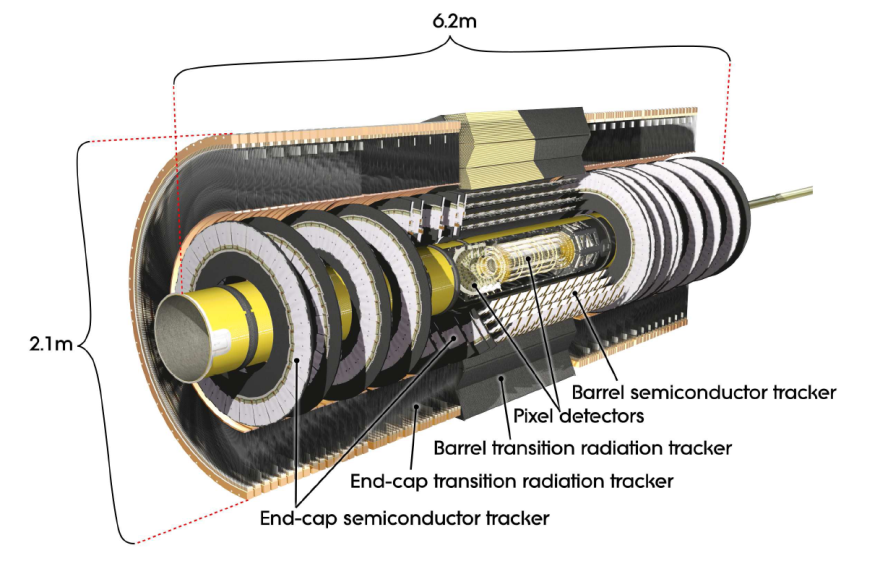 6.2m
2.1m
Barrel semiconductor tracker
Pixel detectors
Barrel transition radiation tracker
End-cap transition radiation tracker
End-cap semiconductor tracker